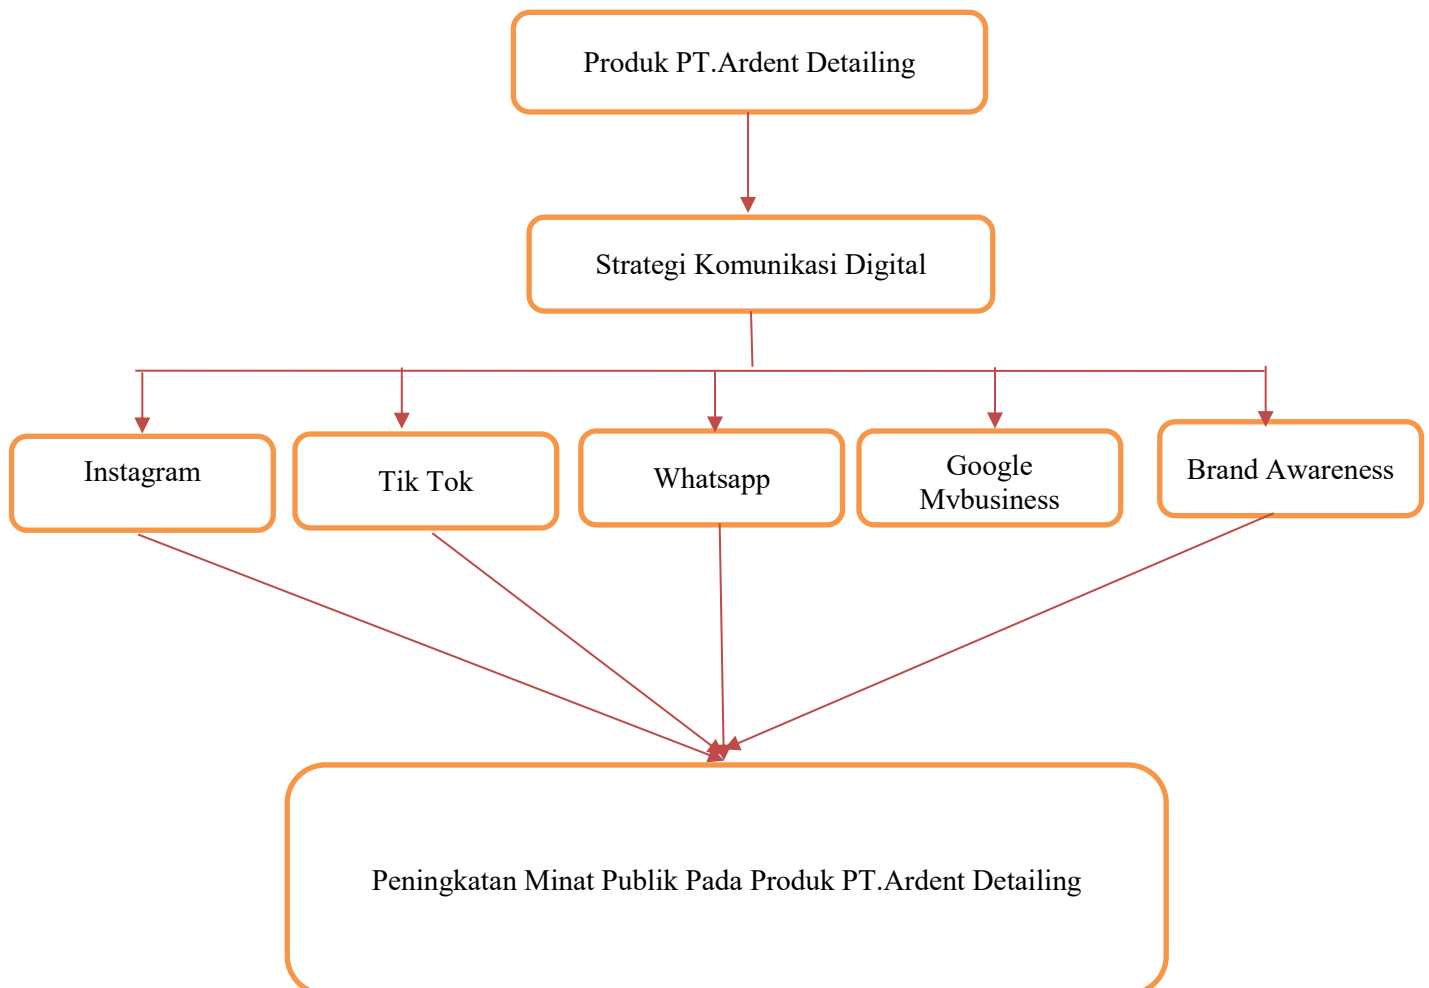 Produk PT.Ardent Detailing
Strategi Komunikasi Digital
Instagram
Tik Tok
Whatsapp
Google
Mvbusiness
Brand Awareness
Peningkatan Minat Publik Pada Produk PT.Ardent Detailing